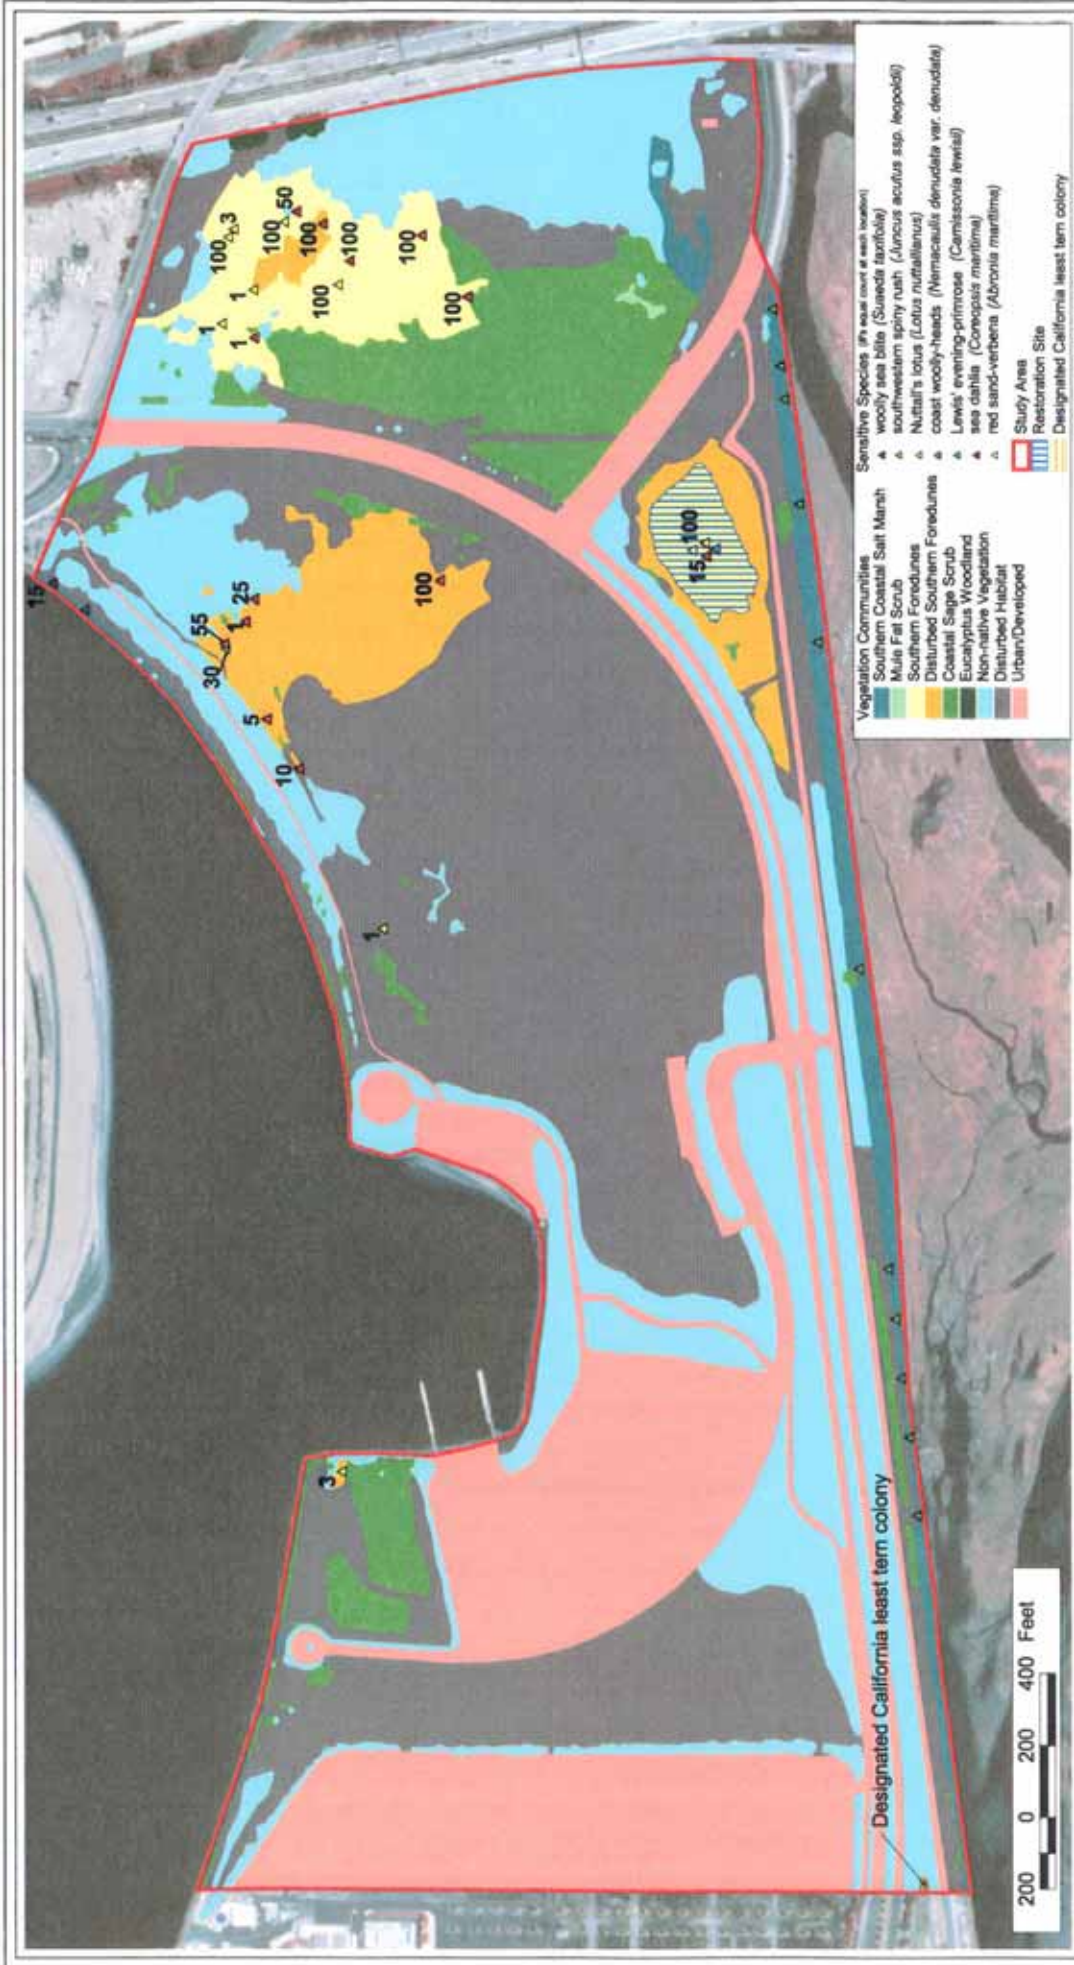 Vegetation Communities
Southern Coastal Salt Marsh
Mule Fat Scrub
Southern Foredunes
Disturbed Southern Foredunes
Coastal Sage Scrub
Eucalyptus Woodland
Non-native Vegetation
Disturbed Habitat
Urban/Developed
Sensitive Species (#'s equal count at each location)
woolly sea blite (Suaeda taxifolia)
southwestern spiny rush (Juncus acutus ssp. leopoldii)
Nuttall's lotus (Lotus nuttallianus)
coast woolly-heads (Nemacaulis denudata var. denudata)
Lewis' evening-primrose (Camissonia lewisii)
sea dahlia (Coreopsis maritima)
red sand-verbena (Abronia maritima)
Study Area
Restoration Site
Designated California least tern colony
Designated California least tern colony
200 0 200 400 Feet
3
1
10
5
30
55
1
25
100
15
15
100
1
1
1
100
3
100
50
100
100
100
100
100